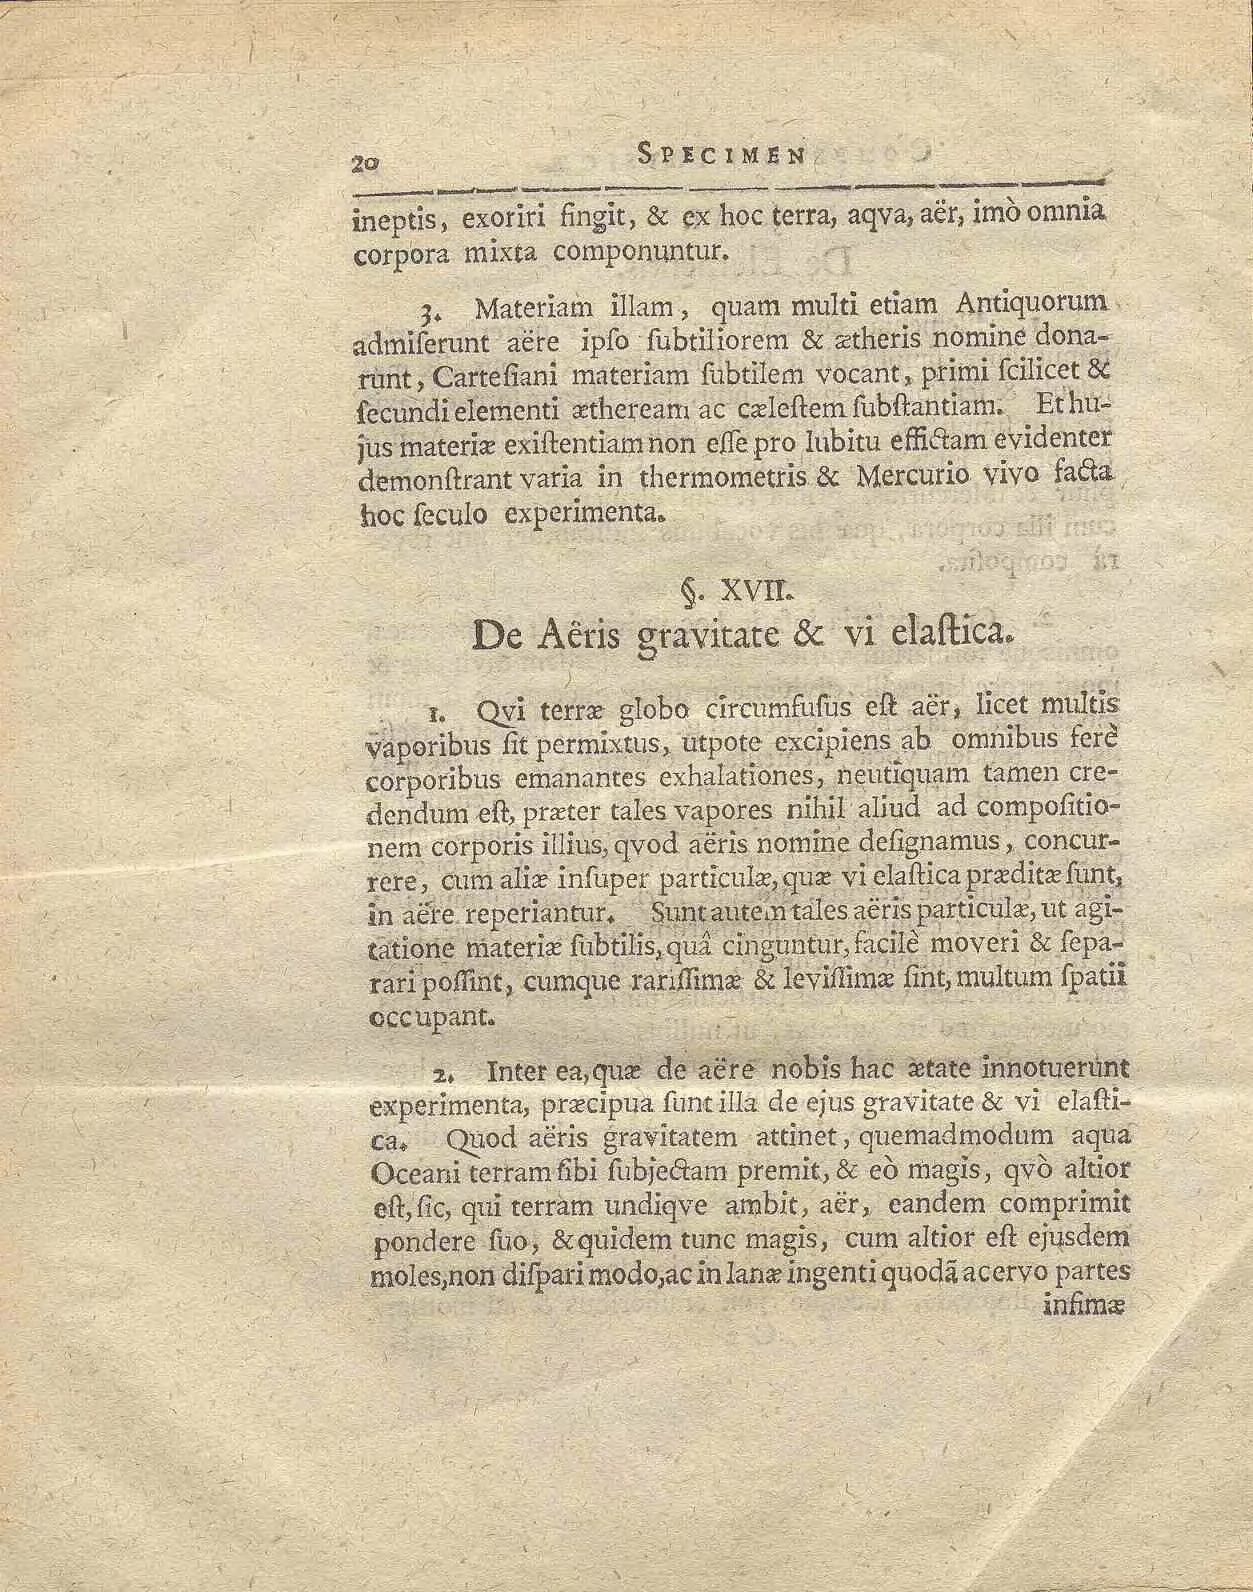 20 SPECIMEN
ineptis, exoriri fingit, & ex hoc terra, aqva, aër, imò omnia
corpora mixta componuntur.
3. Materiam illam, quam multi etiam Antiquorum
admiſerunt aëre ipſo ſubtiliorem & ætheris nomine dona-
runt, Carteſiani materiam ſubtilem vocant, primi ſcilicet &
ſecundi elementi ætheream ac cæleſtem ſubſtantiam. Et hu-
jus materiæ exiſtentiam non eſſe pro lubitu effictam evidenter
demonſtrant varia in thermometris & Mercurio vivo facta
hoc ſeculo experimenta.
§. XVII.
De Aêris gravitate & vi elaſtica.
1. Qvi terræ globo circumfuſus eſt aër, licet multis
vaporibus ſit permixtus, utpote excipiens ab omnibus ferè
corporibus emanantes exhalationes, neutiquam tamen cre-
dendum eſt, præter tales vapores nihil aliud ad compoſitio-
nem corporis illius, qvod aëris nomine deſignamus, concur-
rere, cum aliæ inſuper particulæ, quæ vi elaſtica præditæ ſunt,
in aëre reperiantur. Sunt autem tales aëris particulæ, ut agi-
tatione materiæ ſubtilis, quâ cinguntur, facilè moveri & ſepa-
rari poſſint, cumque rariſſimæ & leviſſimæ ſint, multum ſpatii
occupant.
2. Inter ea, quæ de aëre nobis hac ætate innotuerunt
experimenta, præcipua ſunt illa de ejus gravitate & vi elaſti-
ca. Quod aëris gravitatem attinet, quemadmodum aqua
Oceani terram ſibi ſubjectam premit, & eò magis, qvò altior
eſt, ſic, qui terram undiqve ambit, aër, eandem comprimit
pondere ſuo, & quidem tunc magis, cum altior eſt ejusdem
moles, non diſpari modo, ac in lanæ ingenti quodã acervo partes
infimæ